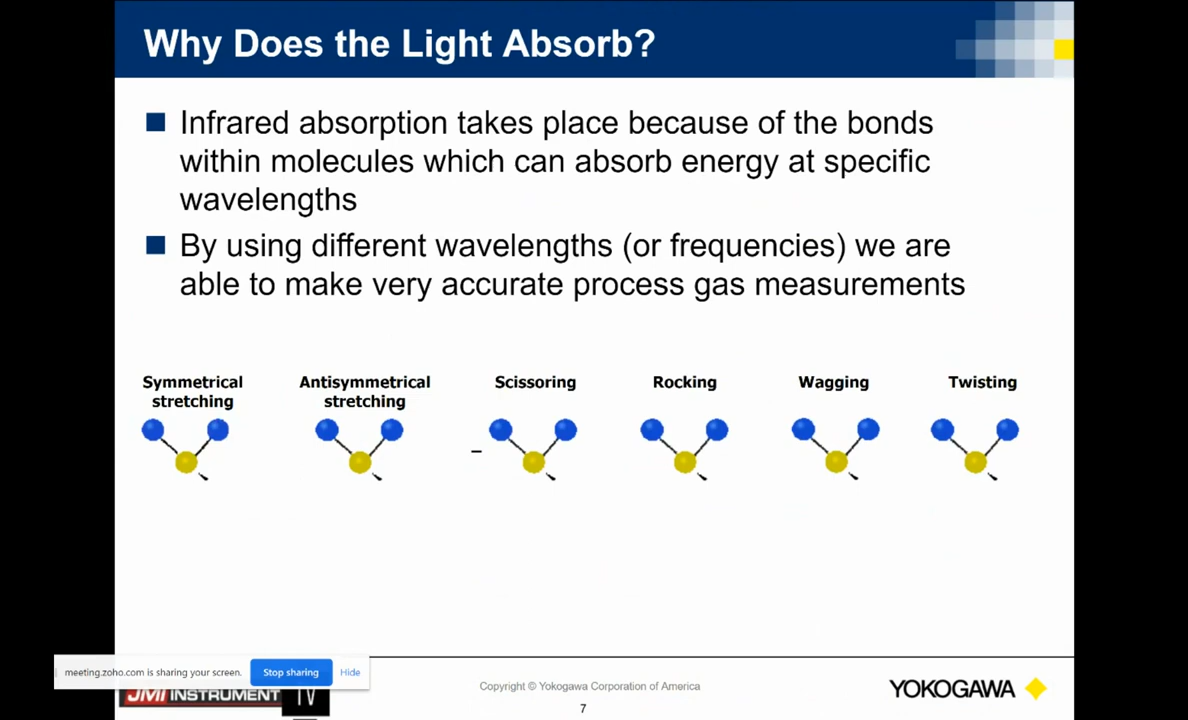 Why Does the Light Absorb?
Infrared absorption takes place because of the bonds
within molecules which can absorb energy at specific
wavelengths
By using different wavelengths (or frequencies) we are
able to make very accurate process gas measurements
Symmetrical
stretching
Antisymmetrical
stretching
Scissoring
Rocking
Wagging
Twisting
meeting.zoho.com is sharing your screen.
Stop sharing
Hide
JMI INSTRUMENT TV
Copyright © Yokogawa Corporation of America
YOKOGAWA
7